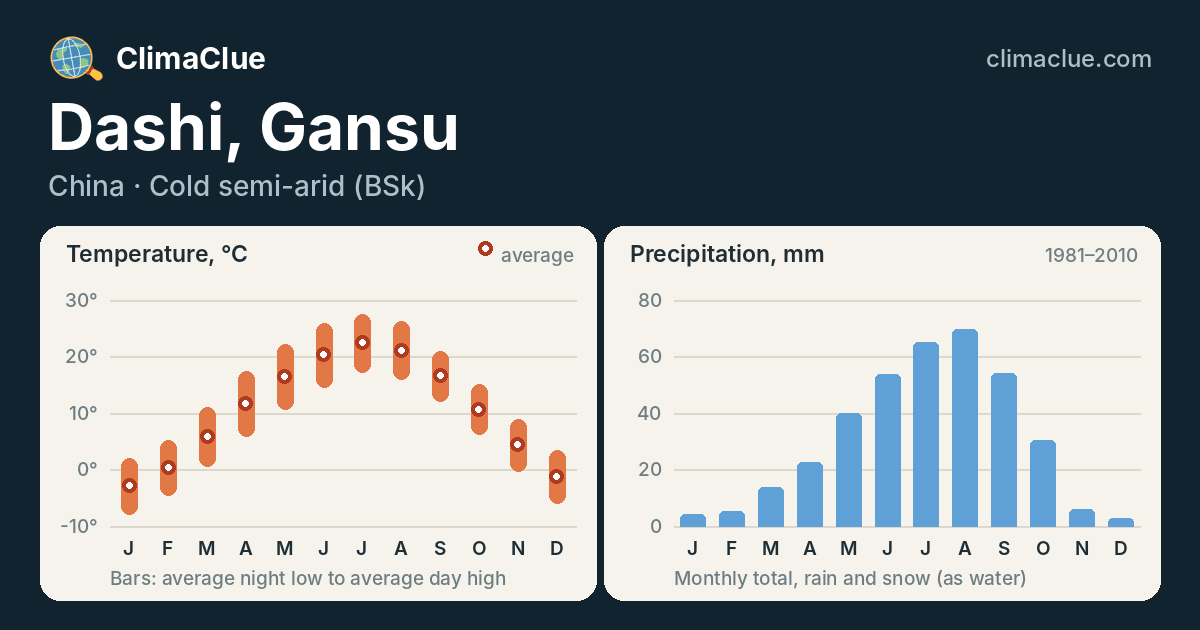 ClimaClue
climaclue.com
Dashi, Gansu
China · Cold semi-arid (BSk)
Temperature, °C
average
30°
20°
10°
0°
-10°
J F M A M J J A S O N D
Bars: average night low to average day high
Precipitation, mm
1981–2010
80
60
40
20
0
J F M A M J J A S O N D
Monthly total, rain and snow (as water)